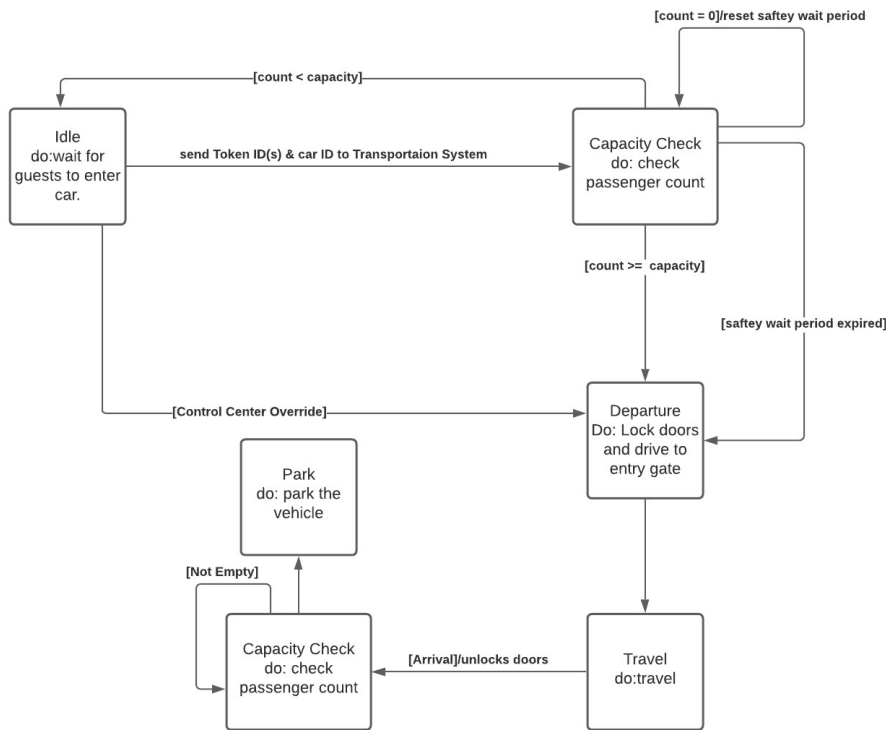 [count = 0]/reset saftey wait period
[count < capacity]
Idle
do:wait for
guests to enter
car.
send Token ID(s) & car ID to Transportaion System
Capacity Check
do: check
passenger count
[count >=  capacity]
[saftey wait period expired]
[Control Center Override]
Departure
Do: Lock doors
and drive to
entry gate
Park
do: park the
vehicle
[Not Empty]
Capacity Check
do: check
passenger count
[Arrival]/unlocks doors
Travel
do:travel